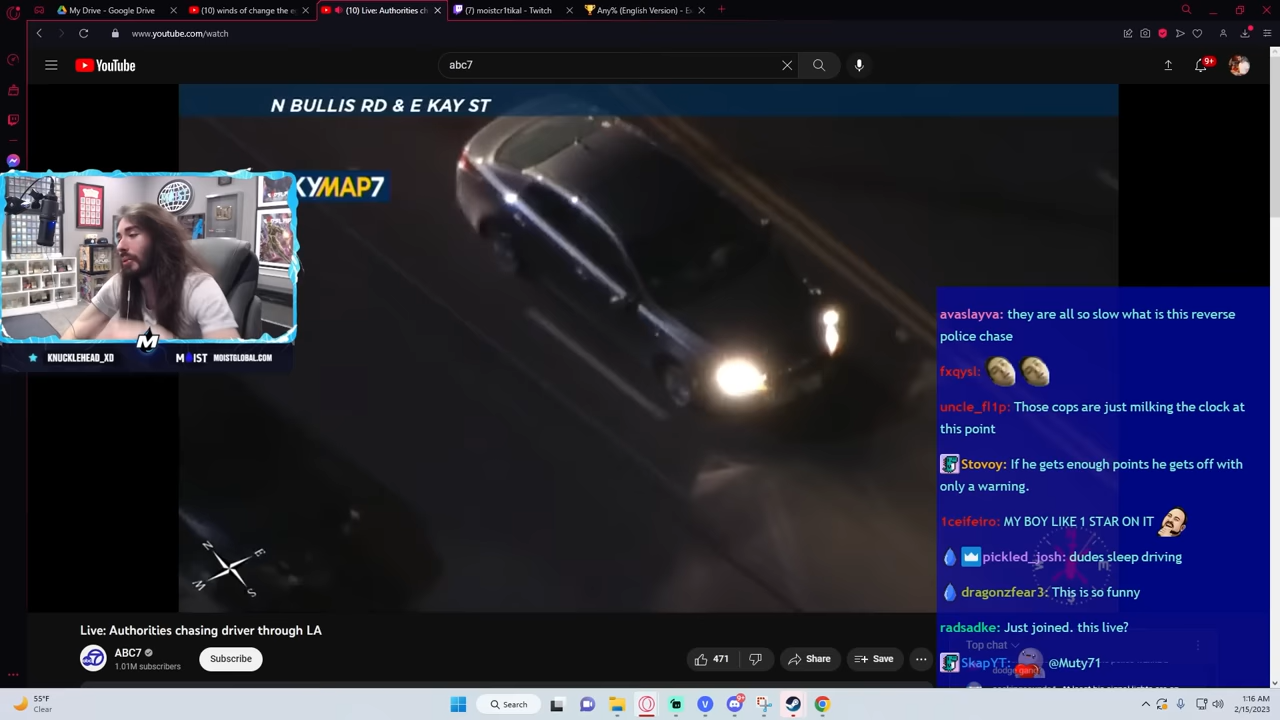 My Drive - Google Drive
(10) winds of change the e
(10) Live: Authorities ch
(7) moistcr1tikal - Twitch
Any% (English Version) - E
www.youtube.com/watch
YouTube
abc7
9+
N BULLIS RD & E KAY ST
KYMAP7
M
KNUCKLEHEAD_XD
MOIST
MOISTGLOBAL.COM
N
E
S
avaslayva: they are all so slow what is this reverse
police chase
fxqysl:
uncle_fl1p: Those cops are just milking the clock at
this point
Stovoy: If he gets enough points he gets off with
only a warning.
1ceifeiro: MY BOY LIKE 1 STAR ON IT
pickled_josh: dudes sleep driving
dragonzfear3: This is so funny
radsadke: Just joined. this live?
Top chat
SkapYT: @Muty71
dodge gang
Live: Authorities chasing driver through LA
ABC7
1.01M subscribers
Subscribe
471
Share
Save
55°F
Clear
Search
1:16 AM
2/15/2023